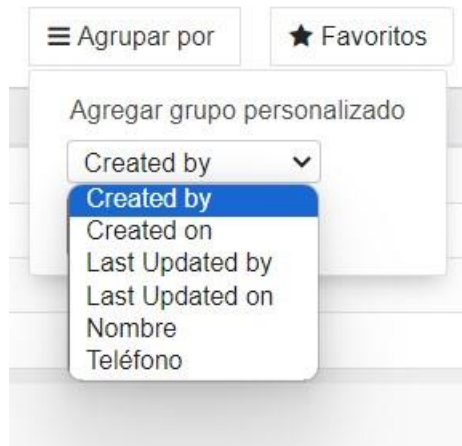 Agrupar por
Favoritos
Agregar grupo personalizado
Created by
Created by
Created on
Last Updated by
Last Updated on
Nombre
Teléfono